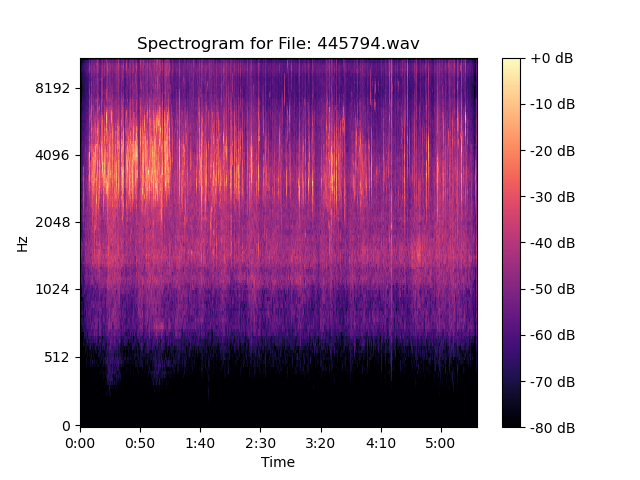 Spectrogram for File: 445794.wav
8192
4096
2048
1024
512
0
Hz
0:00 0:50 1:40 2:30 3:20 4:10 5:00
Time
+0 dB
-10 dB
-20 dB
-30 dB
-40 dB
-50 dB
-60 dB
-70 dB
-80 dB